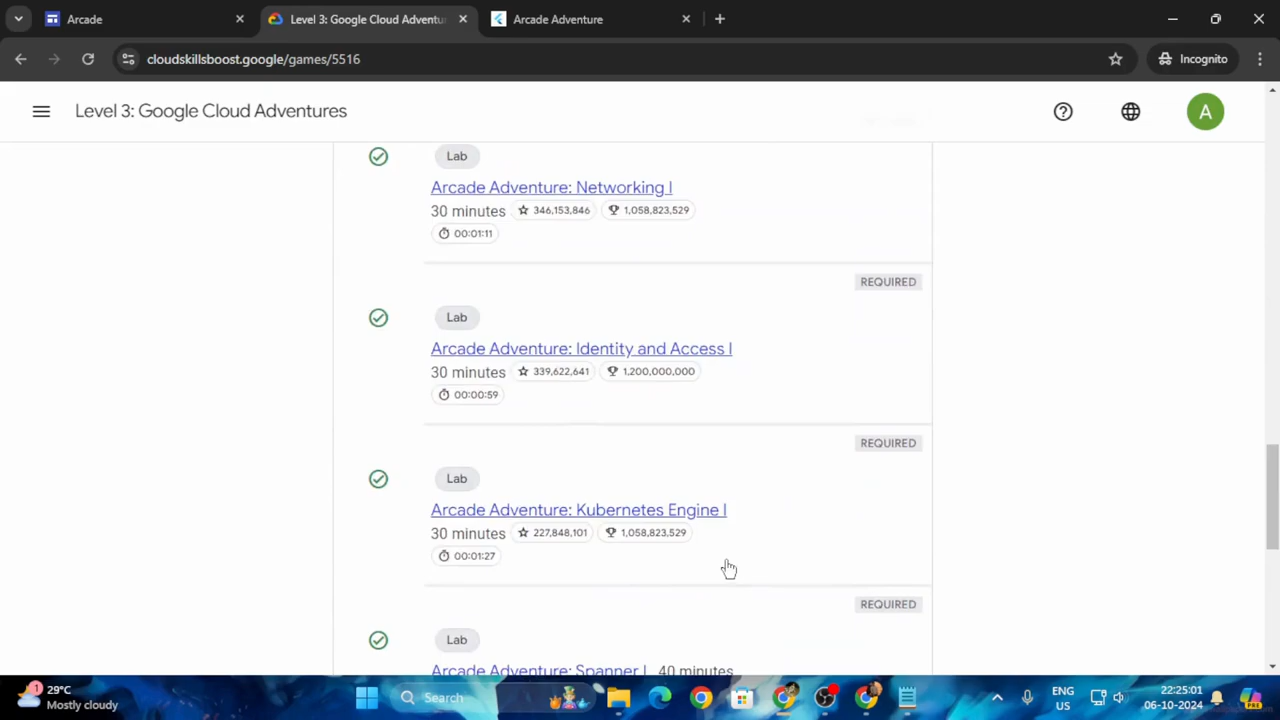 Arcade
Level 3: Google Cloud Adventu
Arcade Adventure
cloudskillsboost.google/games/5516
Incognito
Level 3: Google Cloud Adventures
A
Lab
Arcade Adventure: Networking I
30 minutes 346,153,846 1,058,823,529
00:01:11
REQUIRED
Lab
Arcade Adventure: Identity and Access I
30 minutes 339,622,641 1,200,000,000
00:00:59
REQUIRED
Lab
Arcade Adventure: Kubernetes Engine I
30 minutes 227,848,101 1,058,823,529
00:01:27
REQUIRED
Lab
Arcade Adventure: Spanner I 40 minutes
1
29°C
Mostly cloudy
Search
ENG
US
22:25:01
06-10-2024
PRE